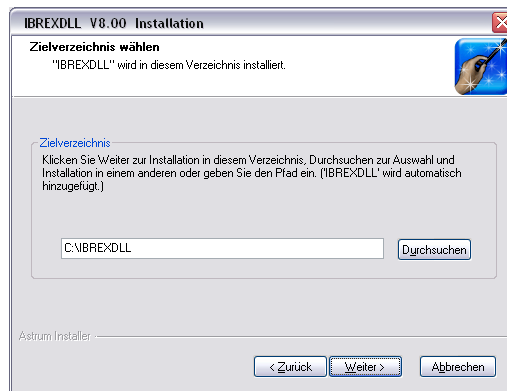 IBREXDLL V8.00 Installation
Zielverzeichnis wählen
"IBREXDLL" wird in diesem Verzeichnis installiert.
Zielverzeichnis
Klicken Sie Weiter zur Installation in diesem Verzeichnis, Durchsuchen zur Auswahl und
Installation in einem anderen oder geben Sie den Pfad ein. ('IBREXDLL' wird automatisch
hinzugefügt.)
C:\IBREXDLL
Durchsuchen
Astrum Installer
< Zurück
Weiter >
Abbrechen